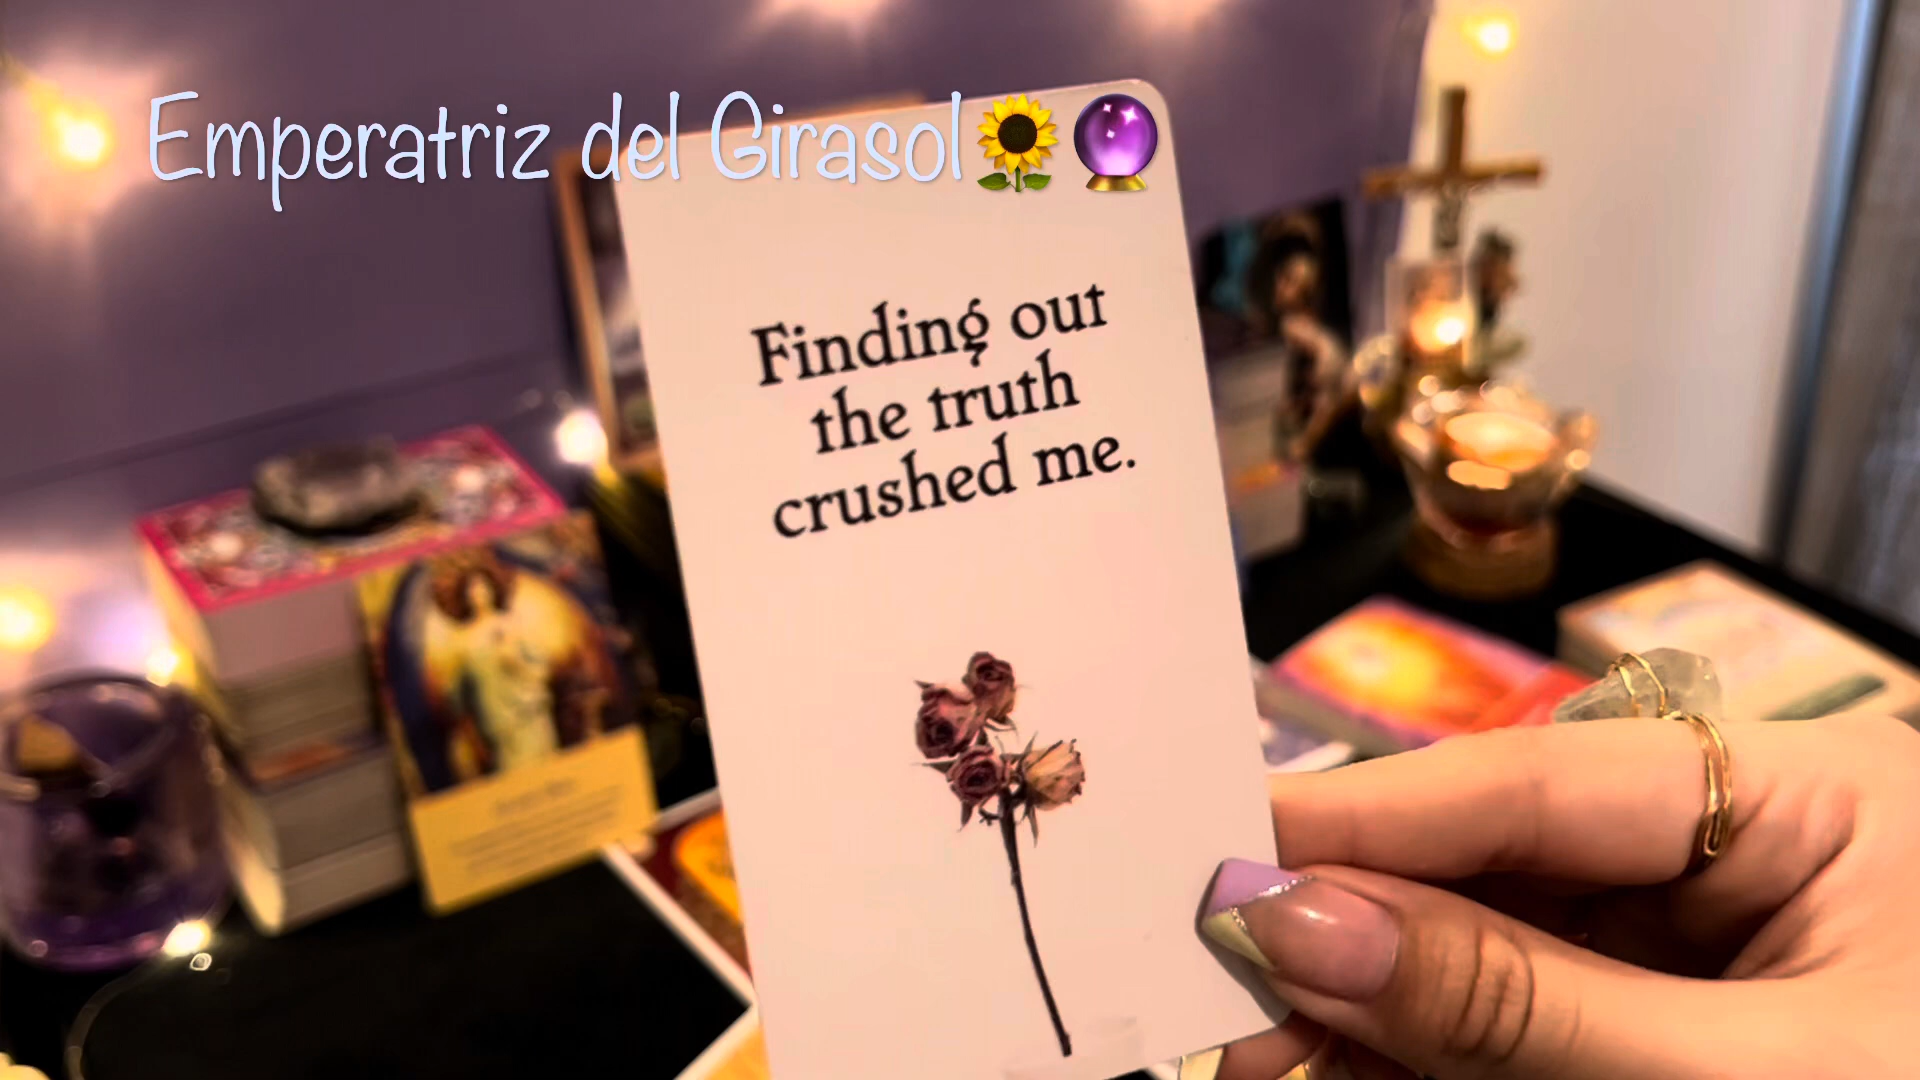 Emperatriz del Girasol🌻🔮
Finding out
the truth
crushed me.